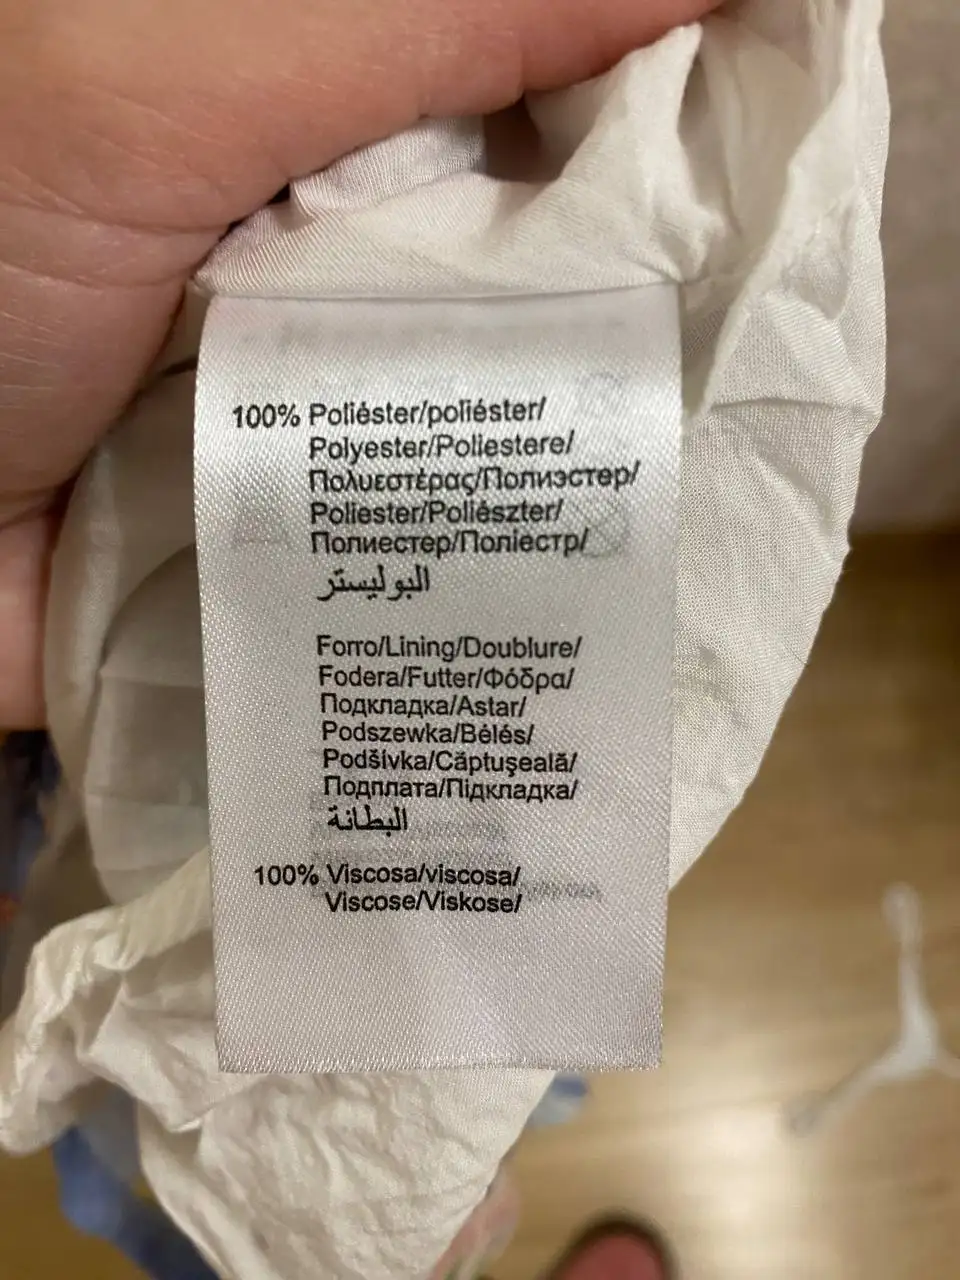 100% Poliéster/poliéster/
Polyester/Poliestere/
Πολυεστέρας/Полиэстер/
Poliester/Poliészter/
Полиестер/Поліестр/
البوليستر
Forro/Lining/Doublure/
Fodera/Futter/Φόδρα/
Подкладка/Astar/
Podszewka/Bélés/
Podšívka/Căptuşeală/
Подплата/Підкладка/
البطانة
100% Viscosa/viscosa/
Viscose/Viskose/